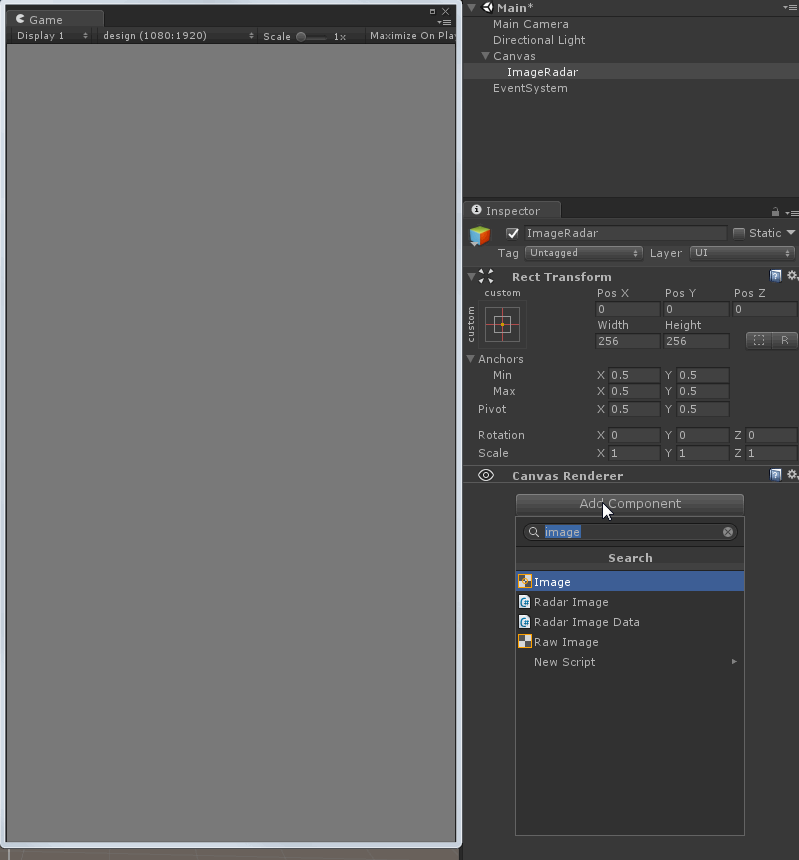 Game
Display 1 design (1080:1920) Scale 1x Maximize On Pla
Main*
Main Camera
Directional Light
Canvas
ImageRadar
EventSystem
Inspector
ImageRadar Static
Tag Untagged Layer UI
Rect Transform
custom Pos X Pos Y Pos Z
custom
0 0 0
Width Height
256 256 R
Anchors
Min X 0.5 Y 0.5
Max X 0.5 Y 0.5
Pivot X 0.5 Y 0.5
Rotation X 0 Y 0 Z 0
Scale X 1 Y 1 Z 1
Canvas Renderer
Add Component
image
Search
Image
Radar Image
Radar Image Data
Raw Image
New Script